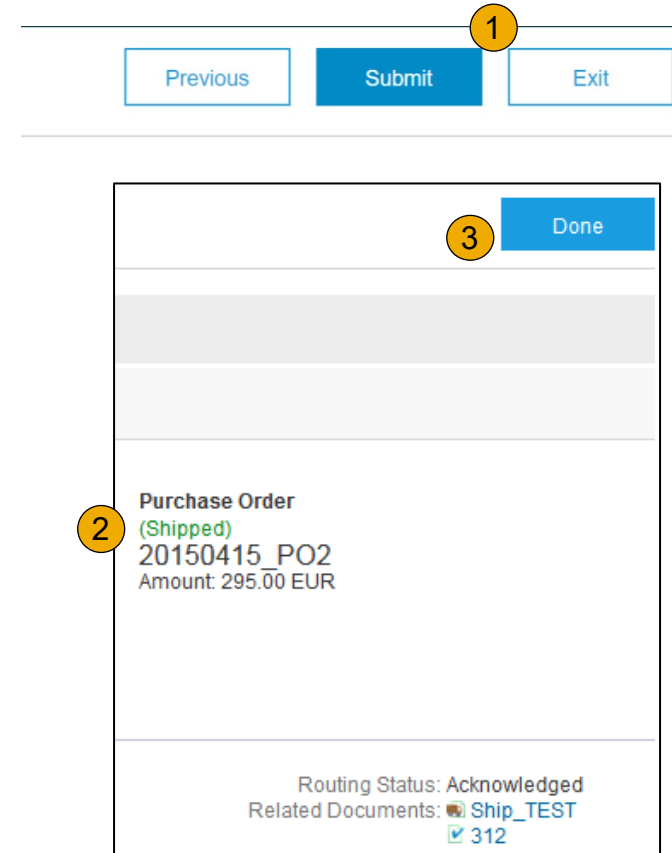 1
Previous Submit Exit
3 Done
Purchase Order
2 (Shipped)
20150415_PO2
Amount: 295.00 EUR
Routing Status: Acknowledged
Related Documents: Ship_TEST
312